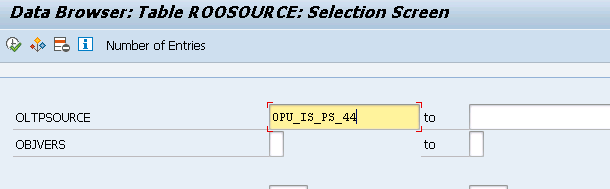 Data Browser: Table ROOSOURCE: Selection Screen
Number of Entries
OLTPSOURCE 0PU_IS_PS_44 to
OBJVERS to